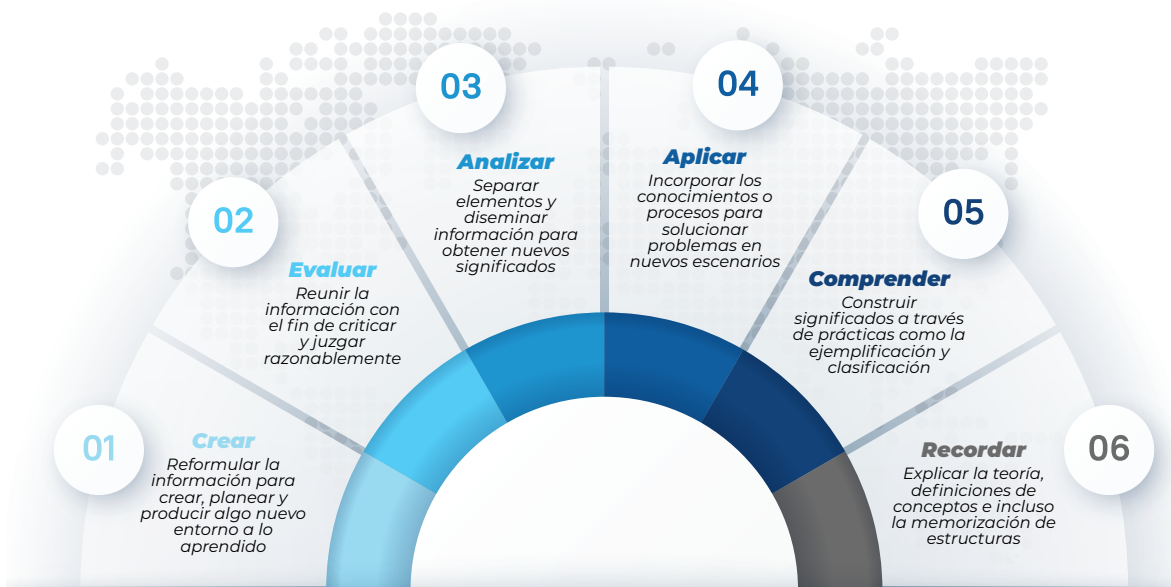 01
Crear
Reformular la
información para
crear, planear y
producir algo nuevo
entorno a lo
aprendido
02
Evaluar
Reunir la
información con
el fin de criticar
y juzgar
razonablemente
03
Analizar
Separar
elementos y
diseminar
información para
obtener nuevos
significados
04
Aplicar
Incorporar los
conocimientos o
procesos para
solucionar
problemas en
nuevos escenarios
05
Comprender
Construir
significados a través
de prácticas como la
ejemplificación y
clasificación
06
Recordar
Explicar la teoría,
definiciones de
conceptos e incluso
la memorización de
estructuras